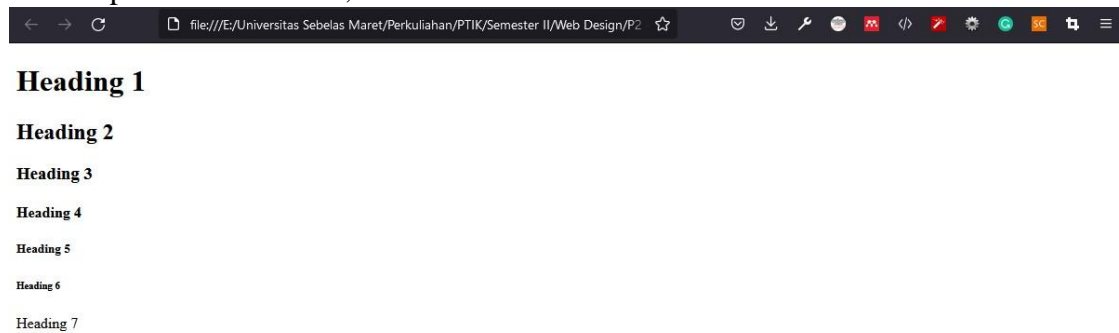 file:///E:/Universitas Sebelas Maret/Perkuliahan/PTIK/Semester II/Web Design/P2
SC
Heading 1
Heading 2
Heading 3
Heading 4
Heading 5
Heading 6
Heading 7